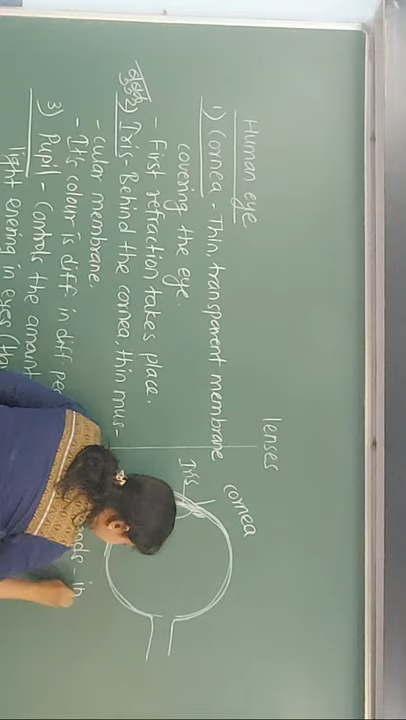 lenses
Human eye
1) Cornea - Thin, transparent membrane
covering the eye.
- First refraction takes place.
2) Iris - Behind the cornea, thin mus-
- cular membrane.
- It's colour is diff in diff
3) Pupil - Controls the amount
light enering in eyes
cornea
Iris